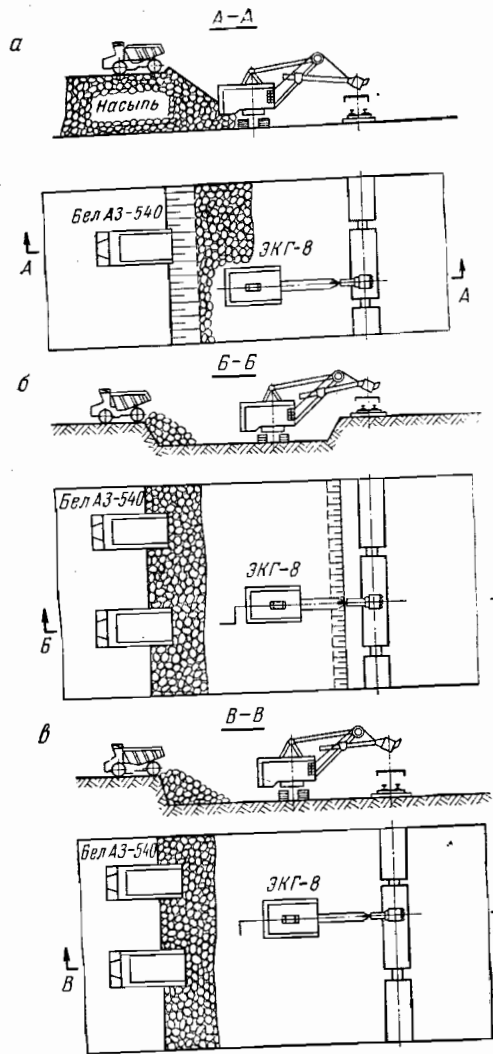 А–А
а
Насыпь
Бел АЗ-540
ЭКГ-8
А
А
Б–Б
б
Бел АЗ-540
ЭКГ-8
Б
В–В
в
Бел АЗ-540
ЭКГ-8
В